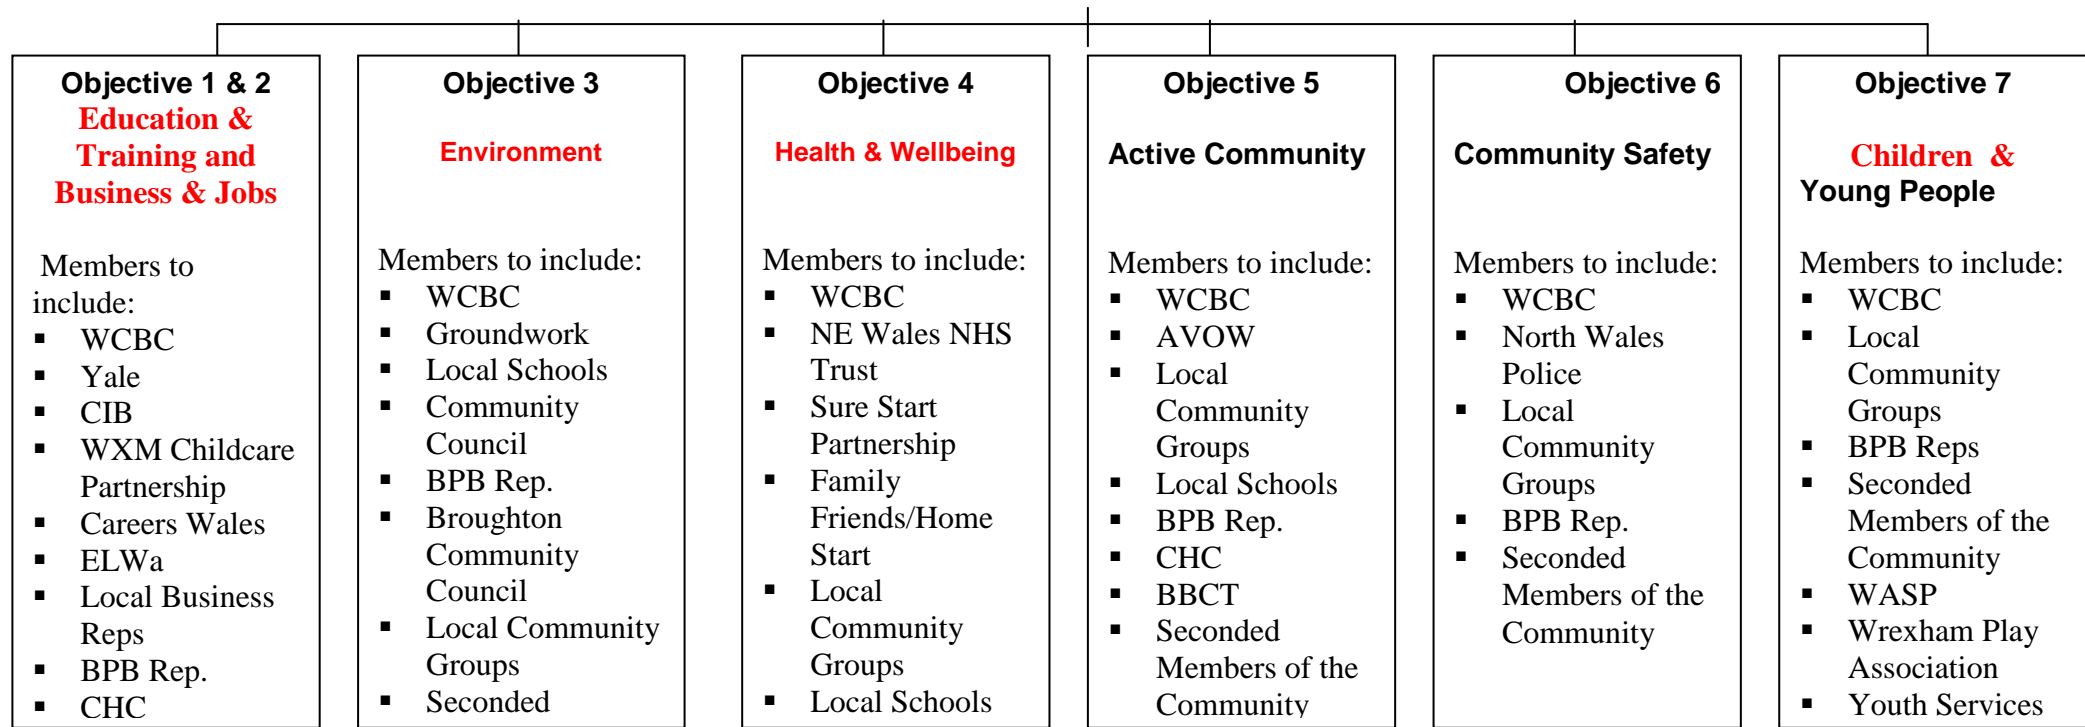 Objective 1 & 2
Education &
Training and
Business & Jobs
Members to
include:
▪ WCBC
▪ Yale
▪ CIB
▪ WXM Childcare
Partnership
▪ Careers Wales
▪ ELWa
▪ Local Business
Reps
▪ BPB Rep.
▪ CHC
Objective 3
Environment
Members to include:
▪ WCBC
▪ Groundwork
▪ Local Schools
▪ Community
Council
▪ BPB Rep.
▪ Broughton
Community
Council
▪ Local Community
Groups
▪ Seconded
Objective 4
Health & Wellbeing
Members to include:
▪ WCBC
▪ NE Wales NHS
Trust
▪ Sure Start
Partnership
▪ Family
Friends/Home
Start
▪ Local
Community
Groups
▪ Local Schools
Objective 5
Active Community
Members to include:
▪ WCBC
▪ AVOW
▪ Local
Community
Groups
▪ Local Schools
▪ BPB Rep.
▪ CHC
▪ BBCT
▪ Seconded
Members of the
Community
Objective 6
Community Safety
Members to include:
▪ WCBC
▪ North Wales
Police
▪ Local
Community
Groups
▪ BPB Rep.
▪ Seconded
Members of the
Community
Objective 7
Children &
Young People
Members to include:
▪ WCBC
▪ Local
Community
Groups
▪ BPB Reps
▪ Seconded
Members of the
Community
▪ WASP
▪ Wrexham Play
Association
▪ Youth Services